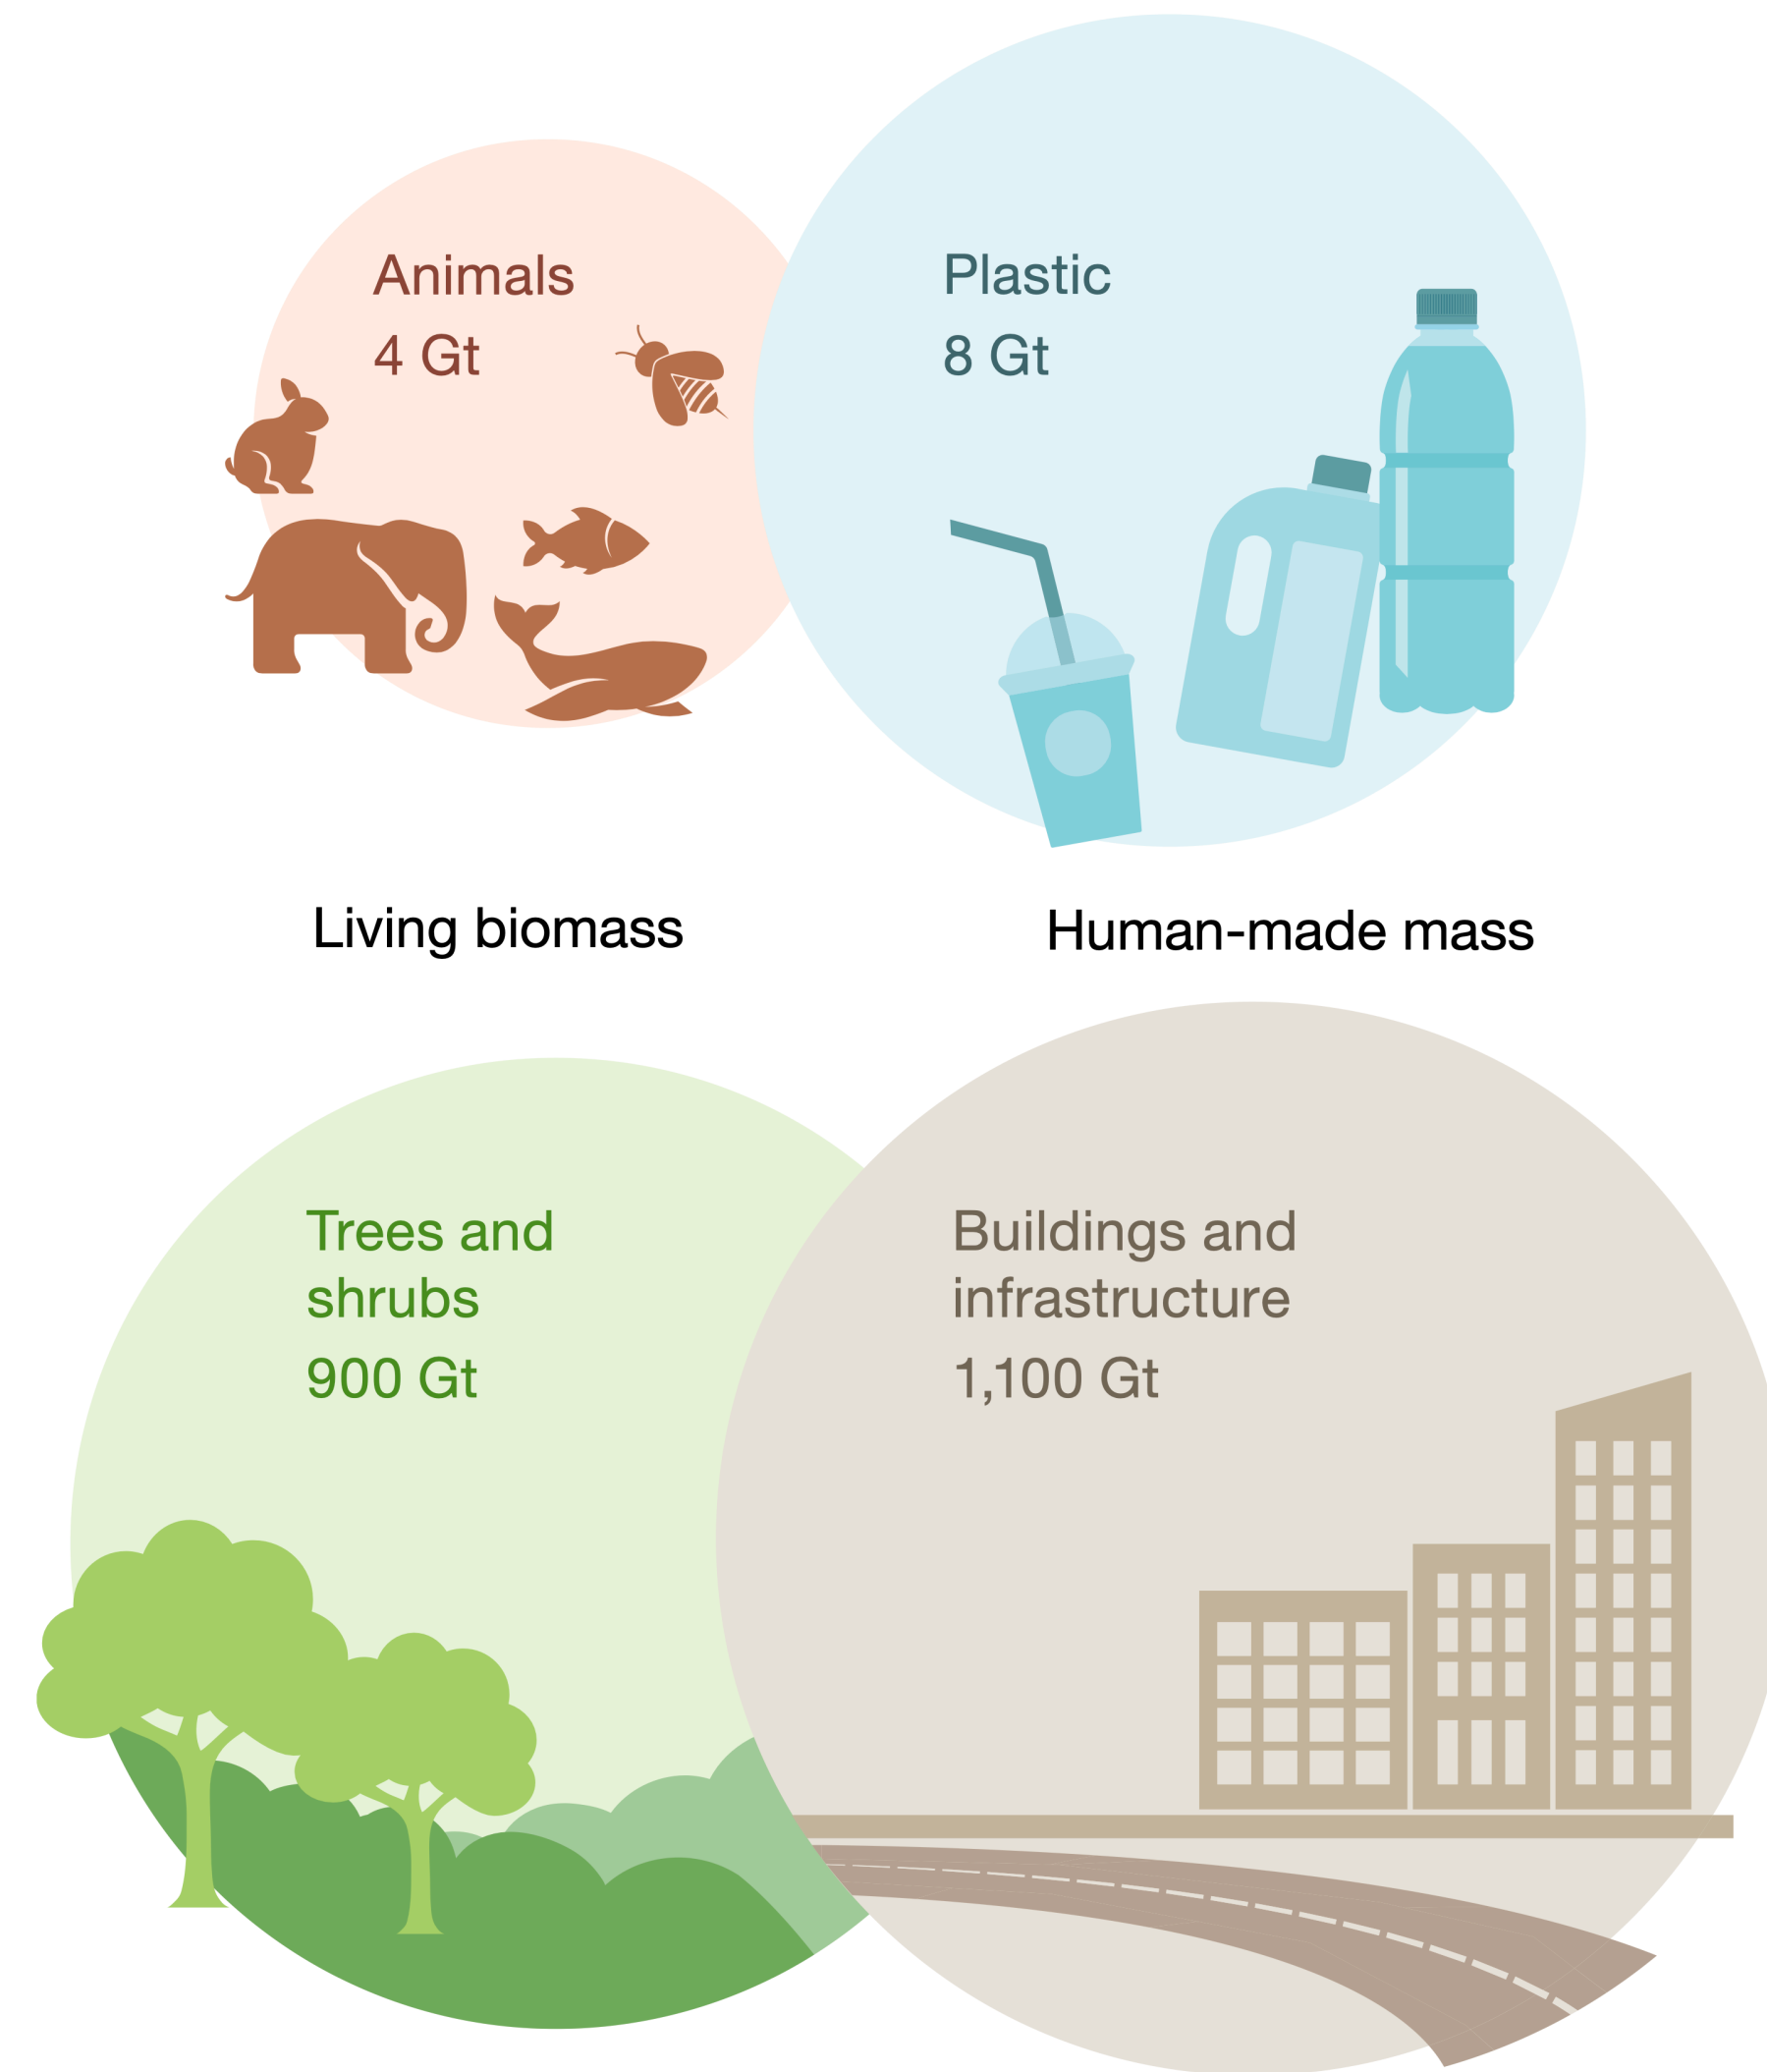 Animals
4 Gt
Plastic
8 Gt
Living biomass
Human-made mass
Trees and
shrubs
900 Gt
Buildings and
infrastructure
1,100 Gt